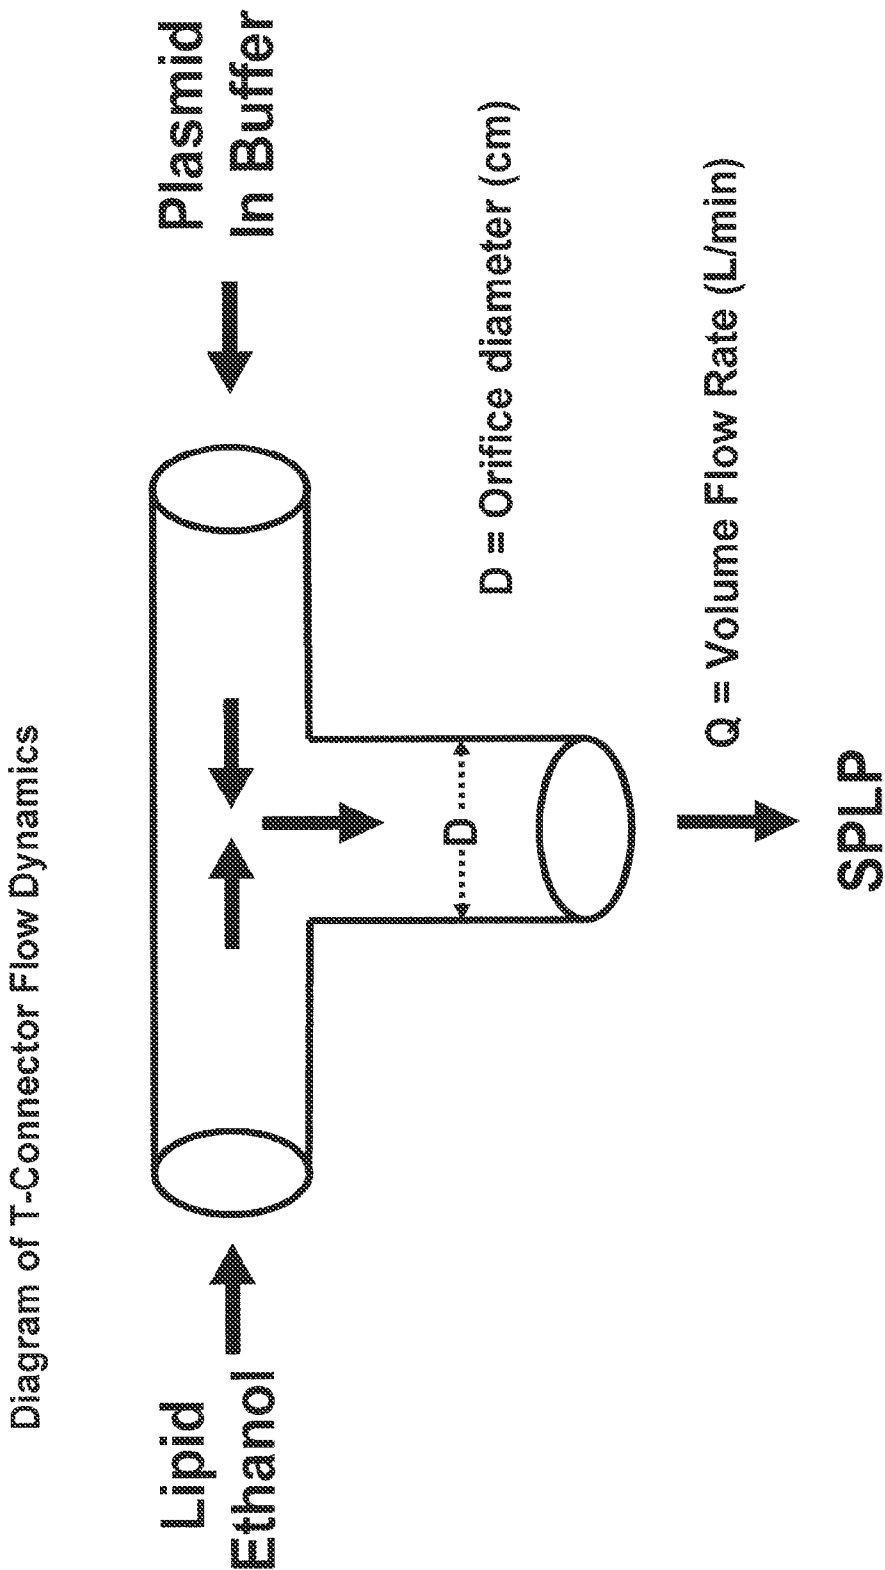 Diagram of T-Connector Flow Dynamics
Lipid
Ethanol
Plasmid
In Buffer
D
D = Orifice diameter (cm)
Q = Volume Flow Rate (L/min)
SPLP